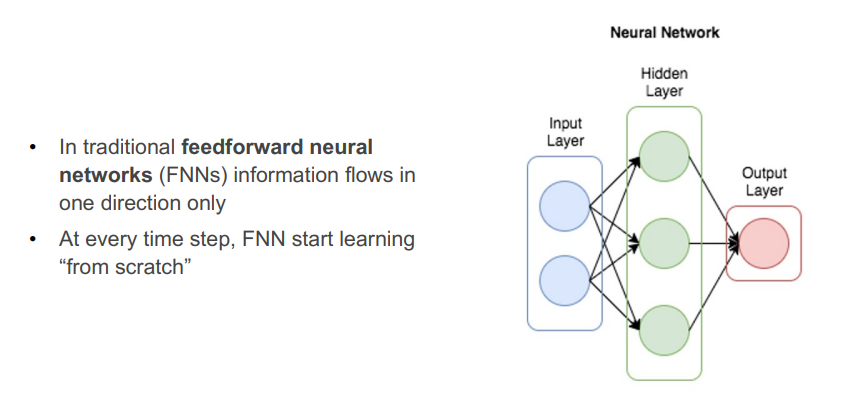 Neural Network
Hidden
Layer
Input
Layer
Output
Layer
• In traditional feedforward neural
networks (FNNs) information flows in
one direction only
• At every time step, FNN start learning
“from scratch”